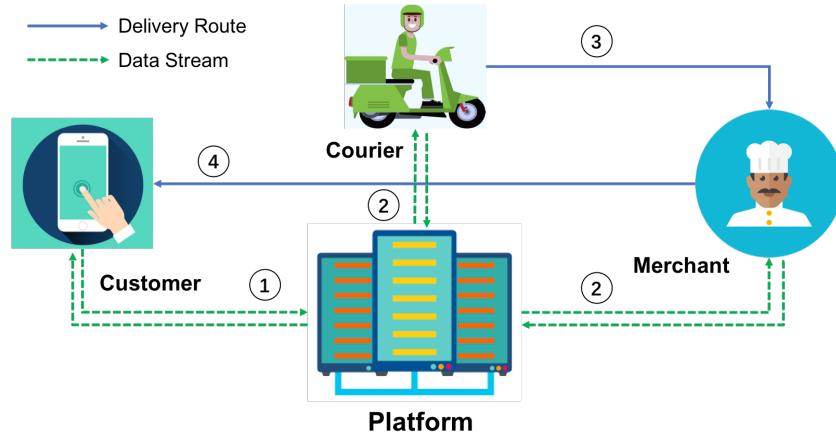 Delivery Route
③
Data Stream
Courier
④
②
Customer
①
Merchant
②
Platform